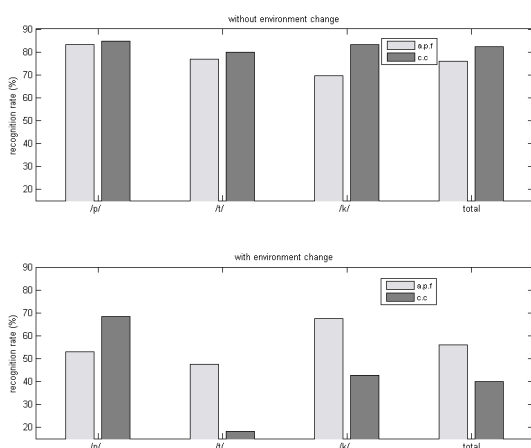 without environment change
90
80
70
60
50
40
30
20
recognition rate (%)
a.p.f
c.c
/p/ /t/ /k/ total
with environment change
90
80
70
60
50
40
30
20
recognition rate (%)
a.p.f
c.c
/p/ /t/ /k/ total